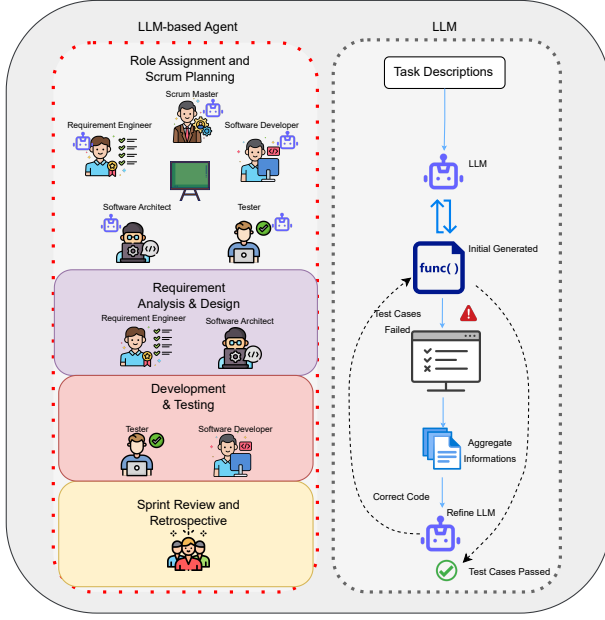 LLM-based Agent
Role Assignment and
Scrum Planning
Scrum Master
Requirement Engineer
Software Developer
Software Architect
Tester
Requirement
Analysis & Design
Requirement Engineer
Software Architect
Development
& Testing
Tester
Software Developer
Sprint Review and
Retrospective
LLM
Task Descriptions
LLM
Initial Generated
func( )
Test Cases
Failed
Aggregate
Informations
Correct Code
Refine LLM
Test Cases Passed